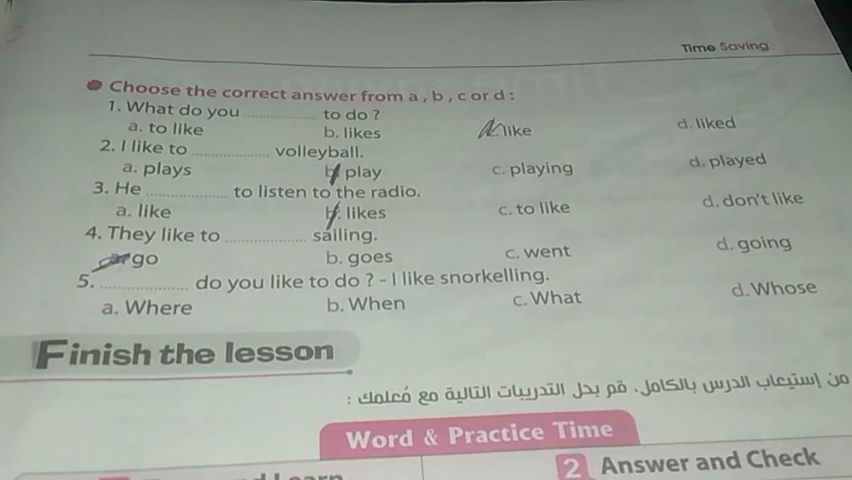 Time Saving
Choose the correct answer from a , b , c or d :
1. What do you ................. to do ?
a. to like b. likes like d. liked
2. I like to ................. volleyball.
a. plays b. play c. playing d. played
3. He ................. to listen to the radio.
a. like b. likes c. to like d. don't like
4. They like to ................. sailing.
a. go b. goes c. went d. going
5. ................. do you like to do ? - I like snorkelling.
a. Where b. When c. What d. Whose
Finish the lesson
من إستيعاب الدرس بالكامل، قم بحل التدريبات التالية مع مُعلمك :
Word & Practice Time
2 Answer and Check